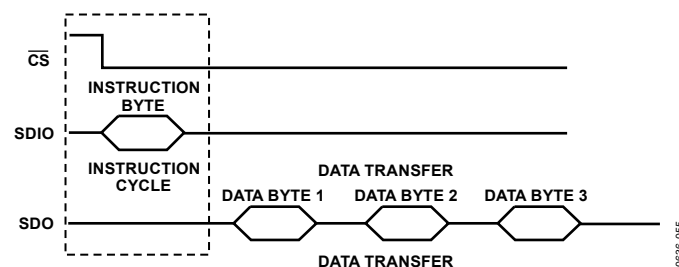 CS
INSTRUCTION
BYTE
SDIO
INSTRUCTION
CYCLE
DATA TRANSFER
DATA BYTE 1
DATA BYTE 2
DATA BYTE 3
SDO
DATA TRANSFER